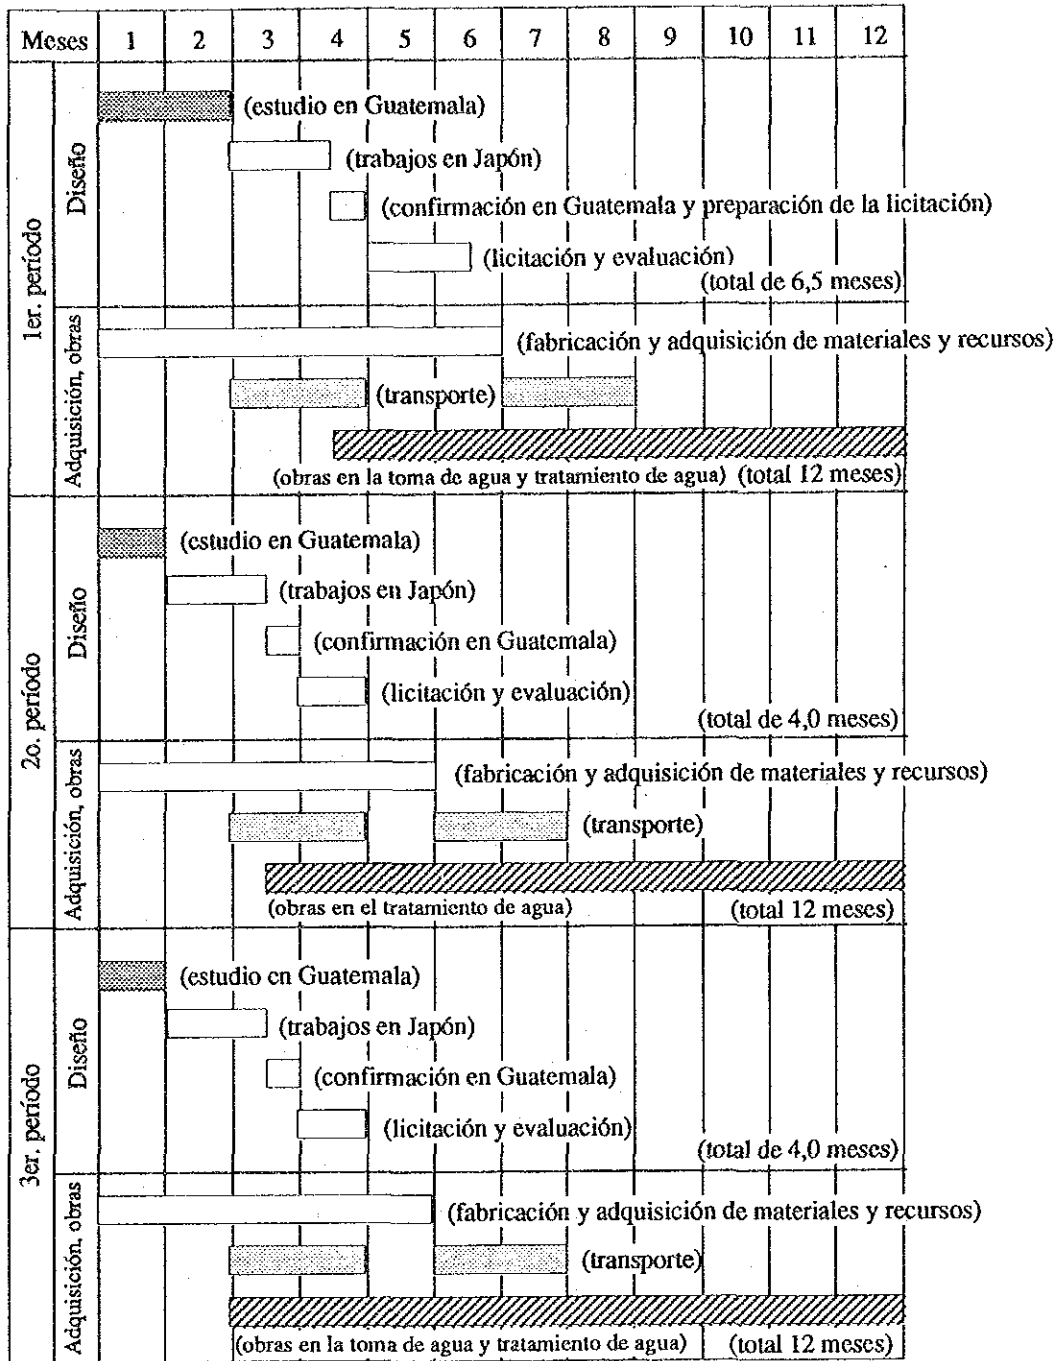 Meses 1 2 3 4 5 6 7 8 9 10 11 12
1er. período
Diseño
(estudio en Guatemala)
(trabajos en Japón)
(confirmación en Guatemala y preparación de la licitación)
(licitación y evaluación)
(total de 6,5 meses)
Adquisición, obras
(fabricación y adquisición de materiales y recursos)
(transporte)
(obras en la toma de agua y tratamiento de agua) (total 12 meses)
2o. período
Diseño
(estudio en Guatemala)
(trabajos en Japón)
(confirmación en Guatemala)
(licitación y evaluación)
(total de 4,0 meses)
Adquisición, obras
(fabricación y adquisición de materiales y recursos)
(transporte)
(obras en el tratamiento de agua) (total 12 meses)
3er. período
Diseño
(estudio en Guatemala)
(trabajos en Japón)
(confirmación en Guatemala)
(licitación y evaluación)
(total de 4,0 meses)
Adquisición, obras
(fabricación y adquisición de materiales y recursos)
(transporte)
(obras en la toma de agua y tratamiento de agua) (total 12 meses)